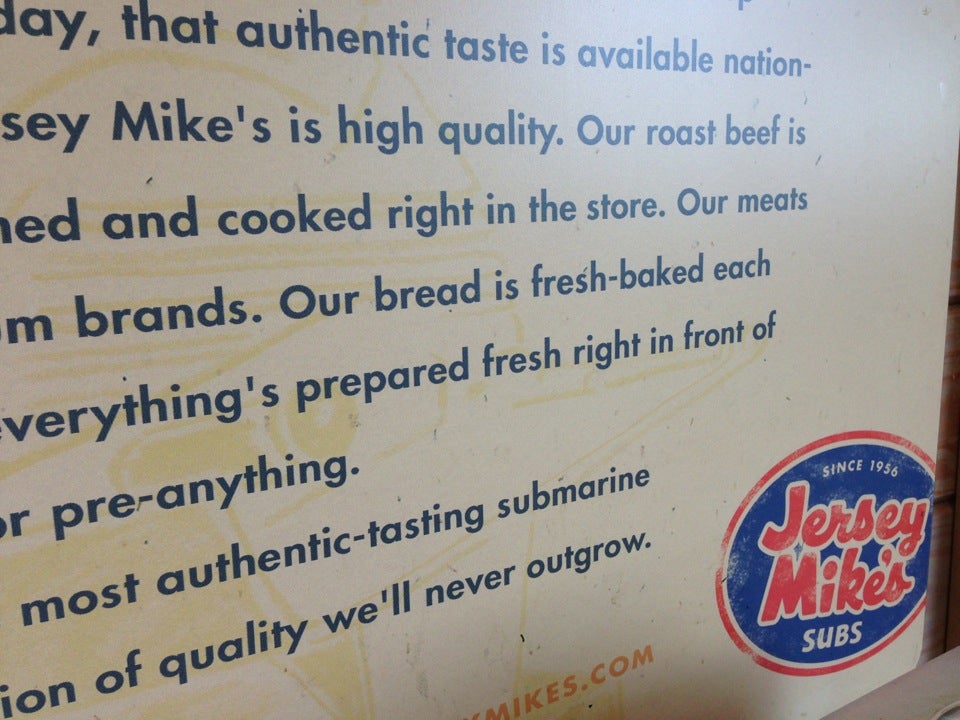 day, that authentic taste is available nation-
sey Mike's is high quality. Our roast beef is
ned and cooked right in the store. Our meats
um brands. Our bread is fresh-baked each
everything's prepared fresh right in front of
or pre-anything.
most authentic-tasting submarine
ion of quality we'll never outgrow.
MIKES.COM
SINCE 1956
Jersey
Mike's
SUBS